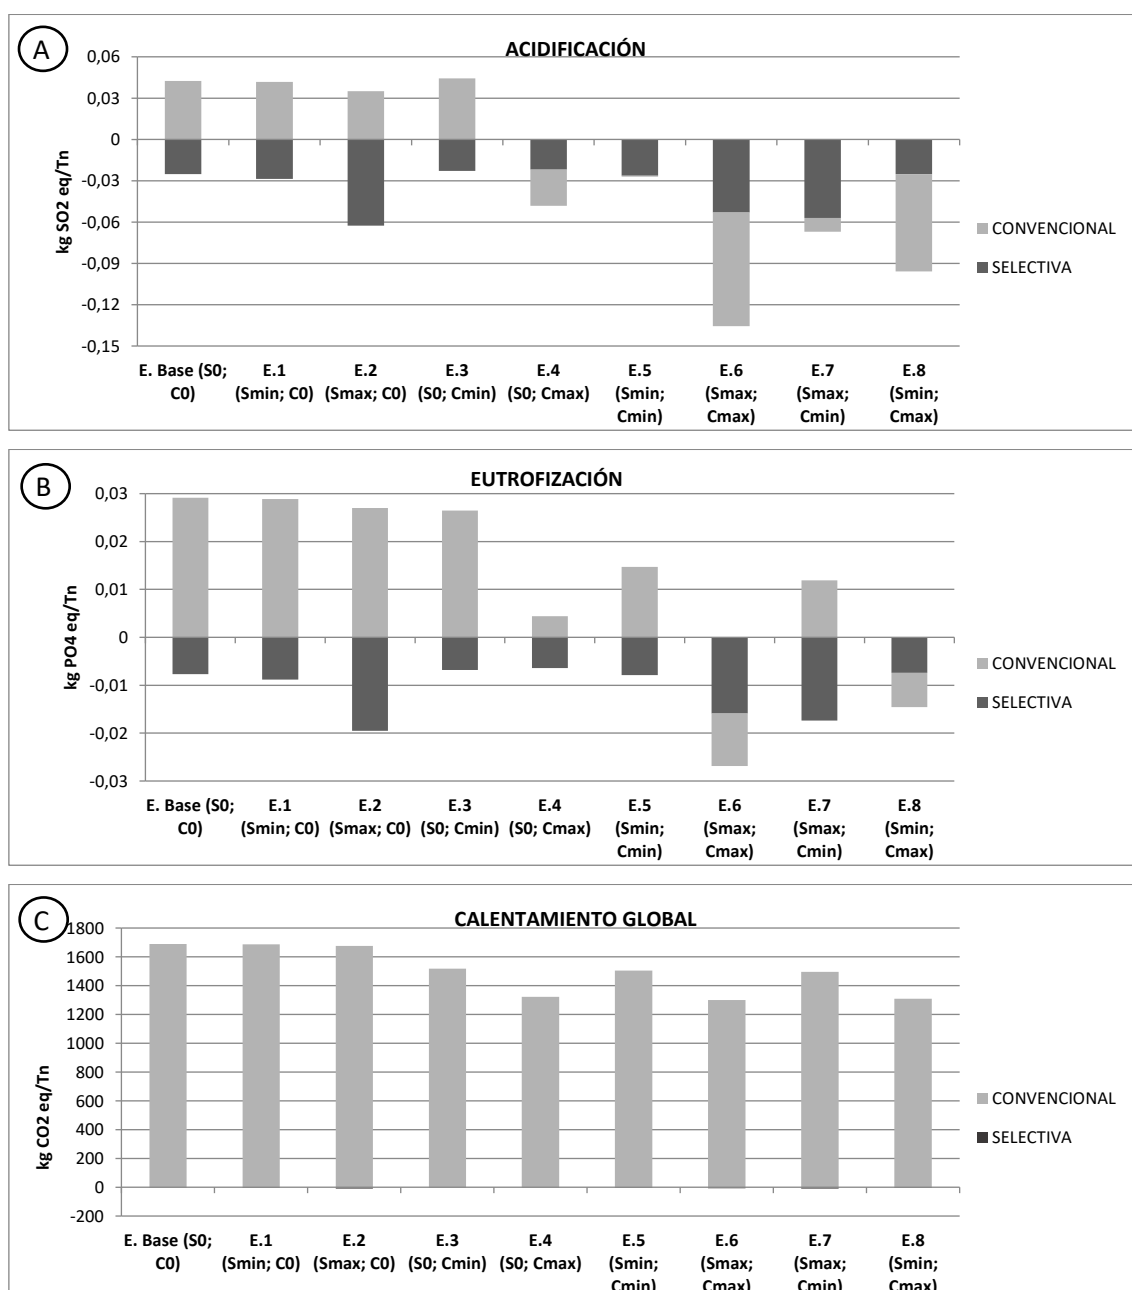 A
ACIDIFICACIÓN
0,06
0,03
0
-0,03
-0,06
-0,09
-0,12
-0,15
kg SO2 eq/Tn
CONVENCIONAL
SELECTIVA
E. Base (S0; E.1 E.2 E.3 E.4 E.5 E.6 E.7 E.8
C0) (Smin; C0) (Smax; C0) (S0; Cmin) (S0; Cmax) (Smin; (Smax; (Smax; (Smin;
Cmin) Cmax) Cmin) Cmax)
B
EUTROFIZACIÓN
0,03
0,02
0,01
0
-0,01
-0,02
-0,03
kg PO4 eq/Tn
CONVENCIONAL
SELECTIVA
E. Base (S0; E.1 E.2 E.3 E.4 E.5 E.6 E.7 E.8
C0) (Smin; C0) (Smax; C0) (S0; Cmin) (S0; Cmax) (Smin; (Smax; (Smax; (Smin;
Cmin) Cmax) Cmin) Cmax)
C
CALENTAMIENTO GLOBAL
1800
1600
1400
1200
1000
800
600
400
200
0
-200
kg CO2 eq/Tn
CONVENCIONAL
SELECTIVA
E. Base (S0; E.1 E.2 E.3 E.4 E.5 E.6 E.7 E.8
C0) (Smin; C0) (Smax; C0) (S0; Cmin) (S0; Cmax) (Smin; (Smax; (Smax; (Smin;
Cmin) Cmax) Cmin) Cmax)